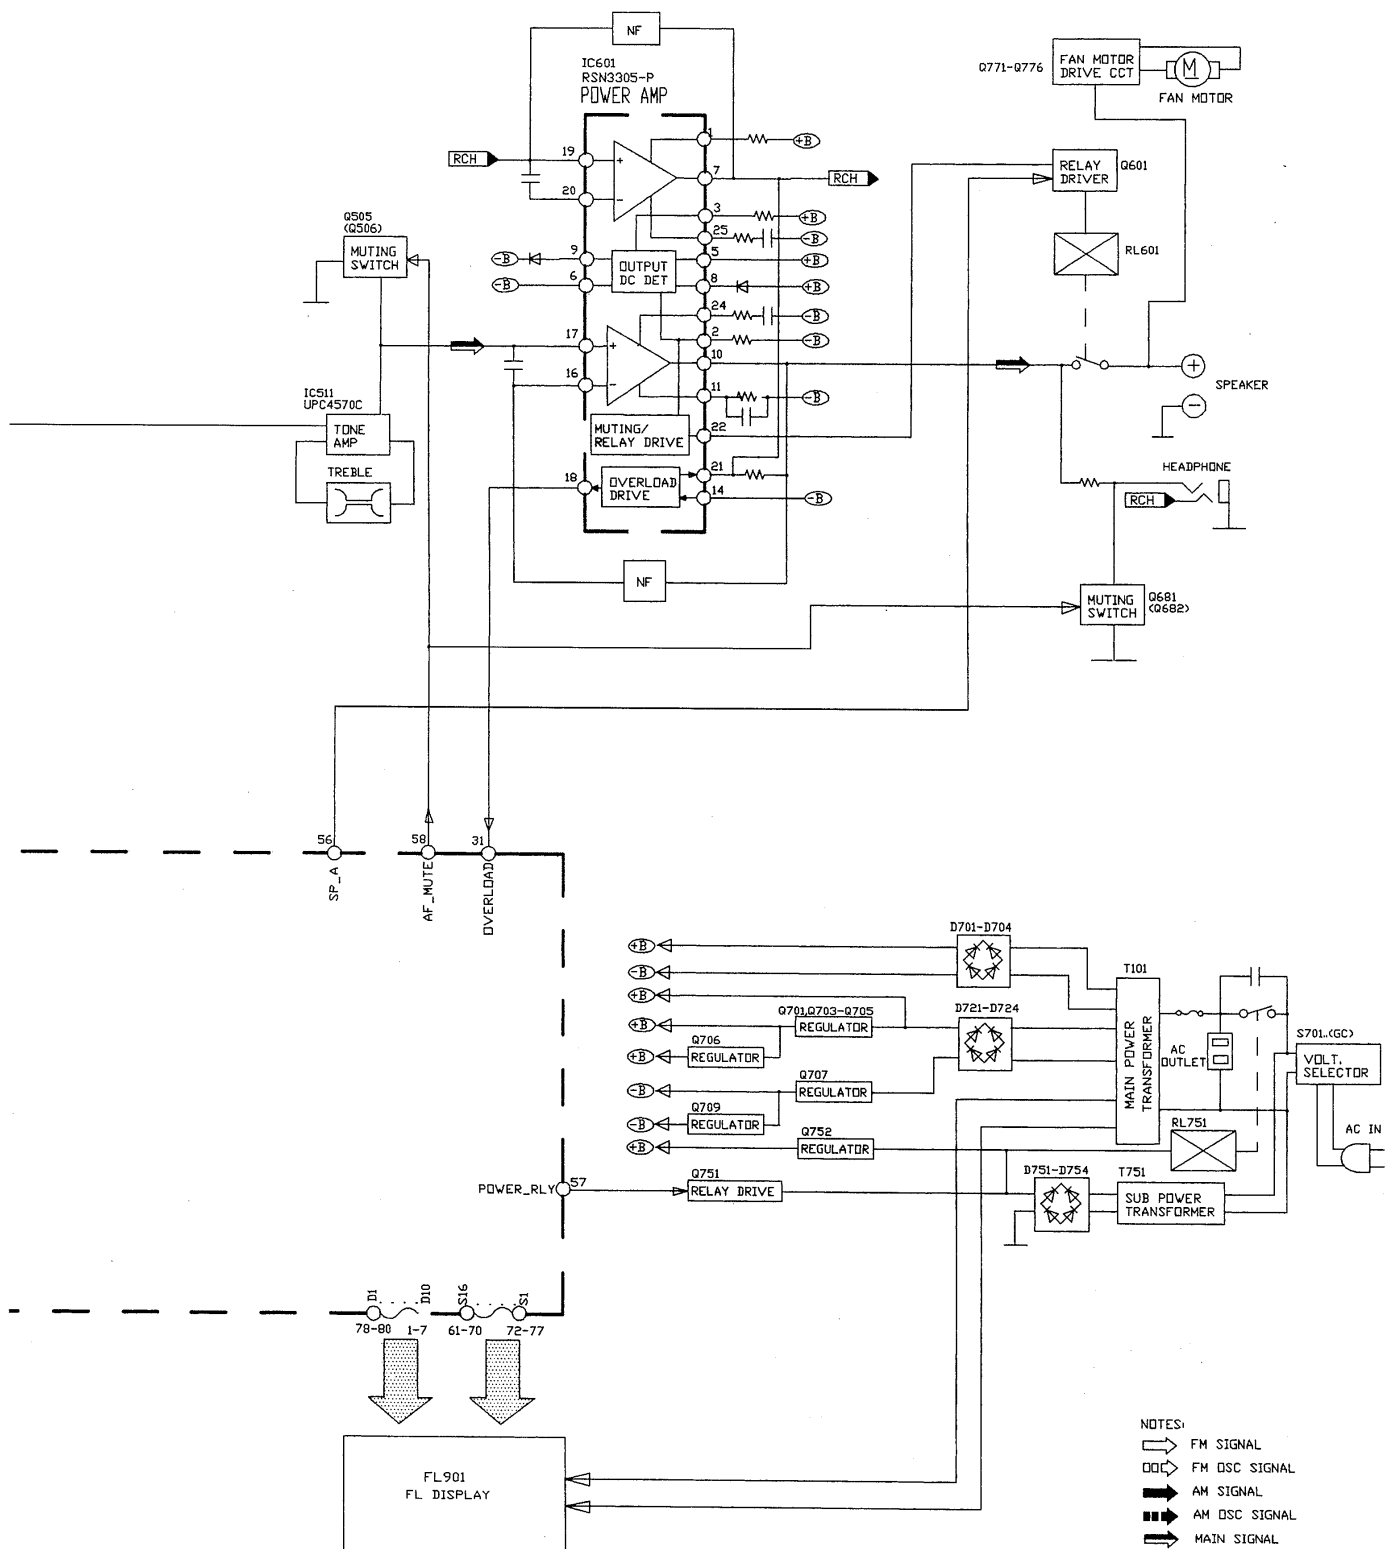 NF
IC601
RSN3305-P
POWER AMP
Q771-Q776
FAN MOTOR
DRIVE CCT
M
FAN MOTOR
RCH
19
20
+
-
1
+B
7
RCH
3
+B
25
-B
RELAY
DRIVER
Q601
Q505
(Q506)
MUTING
SWITCH
-B
9
-B
6
OUTPUT
DC DET
5
+B
8
+B
RL601
17
16
+
-
24
-B
2
-B
10
11
-B
+
SPEAKER
-
IC511
UPC4570C
TONE
AMP
TREBLE
MUTING/
RELAY DRIVE
22
18
OVERLOAD
DRIVE
21
14
-B
HEADPHONE
RCH
NF
MUTING
SWITCH
Q681
(Q682)
56
58
31
SP_A
AF_MUTE
OVERLOAD
D701-D704
+B
-B
+B
+B
+B
-B
-B
+B
Q701,Q703-Q705
REGULATOR
D721-D724
Q706
REGULATOR
Q707
REGULATOR
Q709
REGULATOR
Q752
REGULATOR
T101
MAIN POWER
TRANSFORMER
AC
OUTLET
S701..(GC)
VOLT.
SELECTOR
AC IN
RL751
POWER_RLY
57
Q751
RELAY DRIVE
D751-D754
T751
SUB POWER
TRANSFORMER
D1
D10
S16
S1
78-80
1-7
61-70
72-77
FL901
FL DISPLAY
NOTES:
FM SIGNAL
FM OSC SIGNAL
AM SIGNAL
AM OSC SIGNAL
MAIN SIGNAL